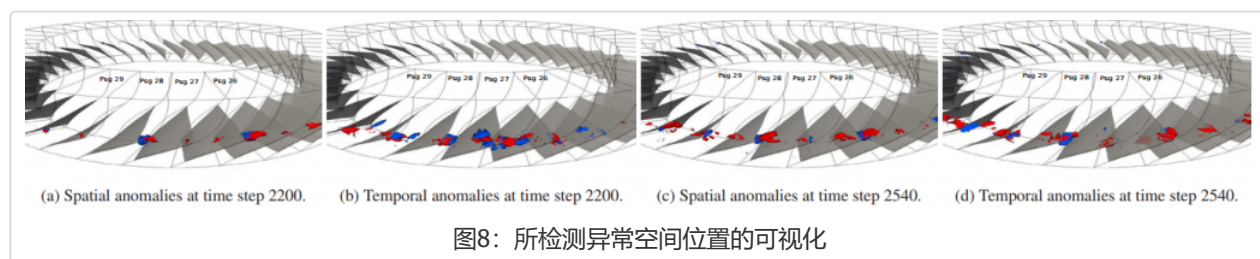 Psg 29 Psg 28 Psg 27 Psg 26 Psg 29 Psg 28 Psg 27 Psg 26 Psg 29 Psg 28 Psg 27 Psg 26 Psg 29 Psg 28 Psg 27 Psg 26
(a) Spatial anomalies at time step 2200. (b) Temporal anomalies at time step 2200. (c) Spatial anomalies at time step 2540. (d) Temporal anomalies at time step 2540.
图8：所检测异常空间位置的可视化